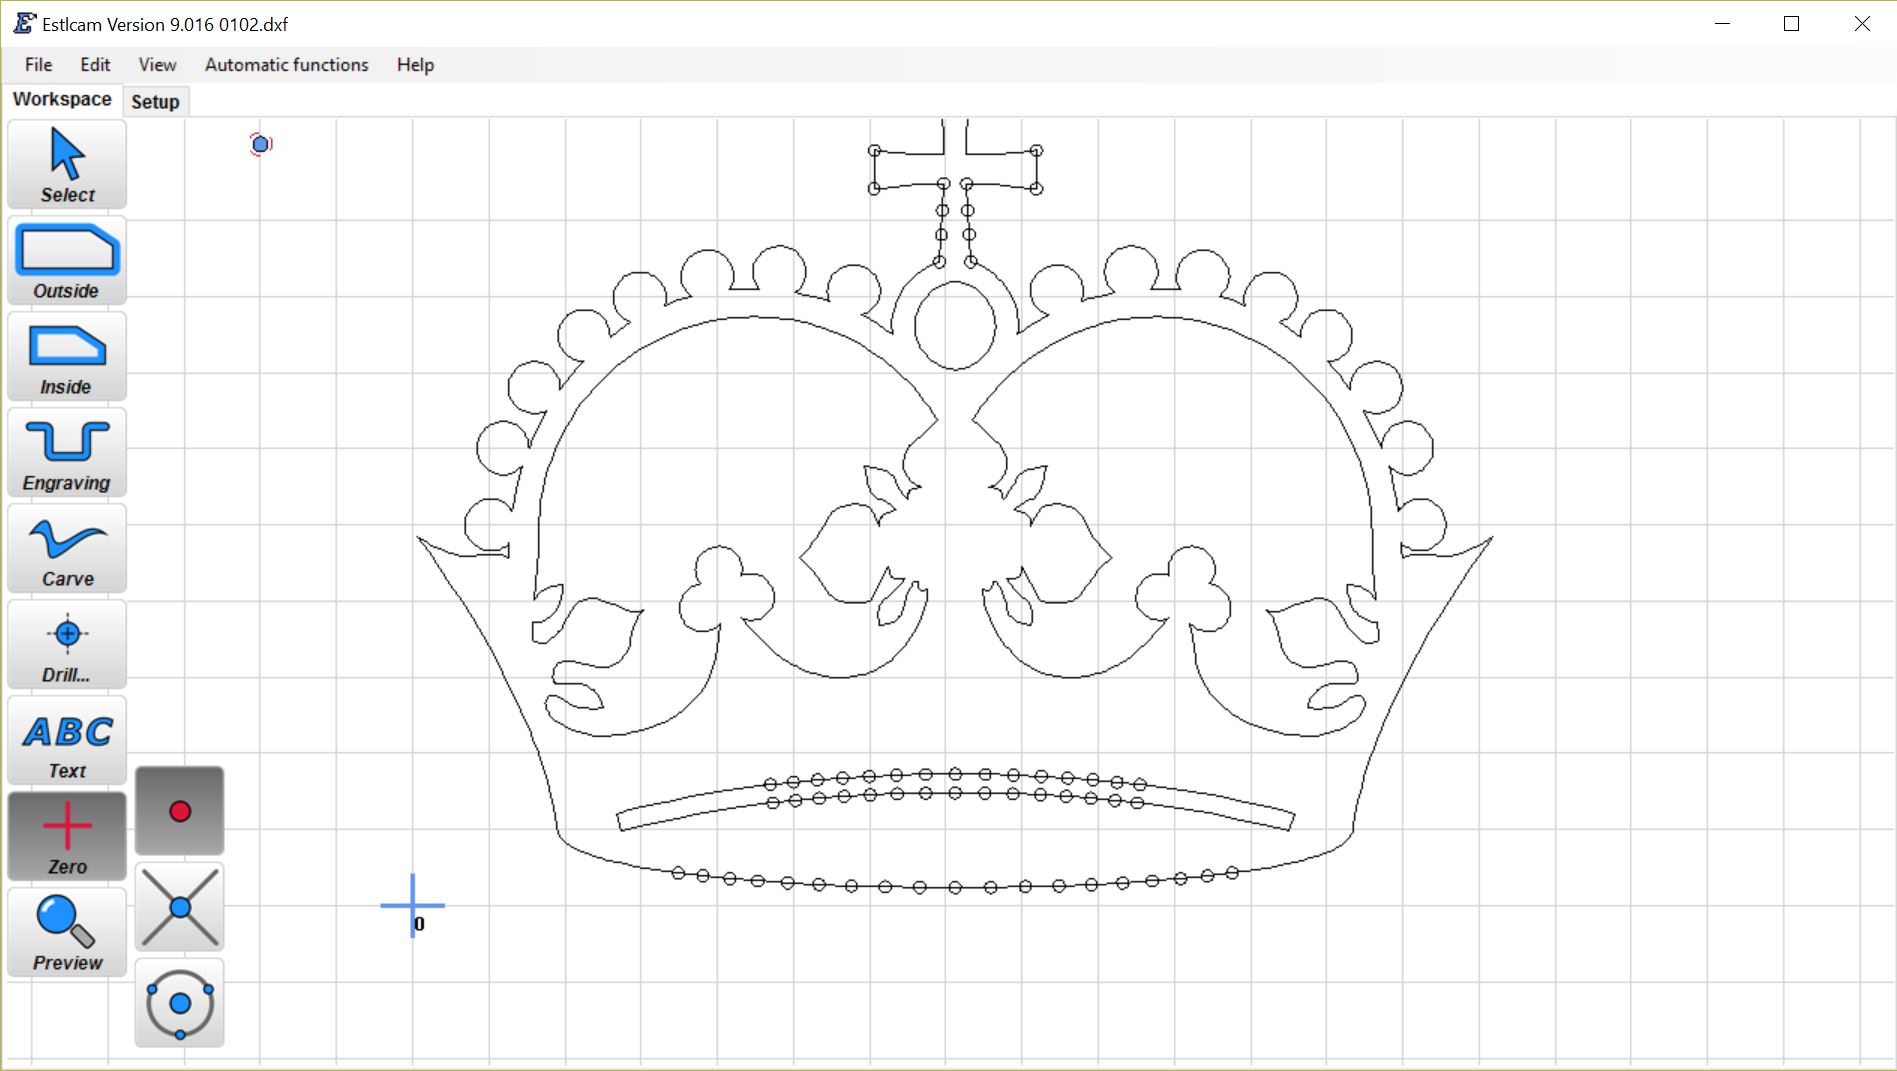 Estlcam Version 9.016 0102.dxf
File Edit View Automatic functions Help
Workspace Setup
Select
Outside
Inside
Engraving
Carve
Drill...
ABC
Text
Zero
0
Preview